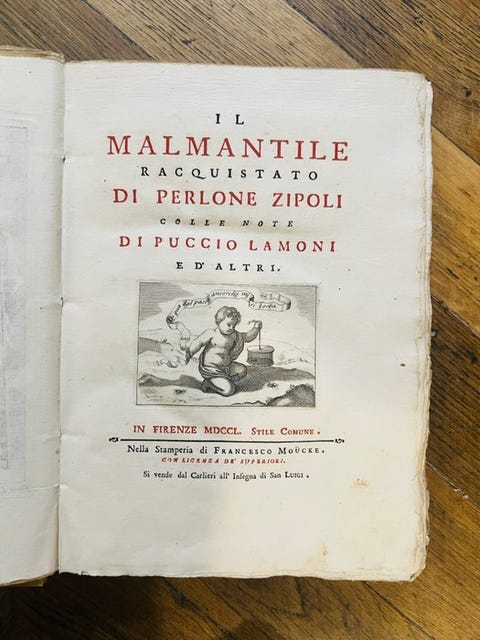 IL
MALMANTILE
RACQUISTATO
DI PERLONE ZIPOLI
COLLE NOTE
DI PUCCIO LAMONI
E D'ALTRI.
IN FIRENZE MDCCL. STILE COMUNE.
Nella Stamperia di FRANCESCO MOÜCKE.
CON LICENZA DE' SUPERIORI.
Si vende dal Carlieri all' Insegna di San LUIGI.